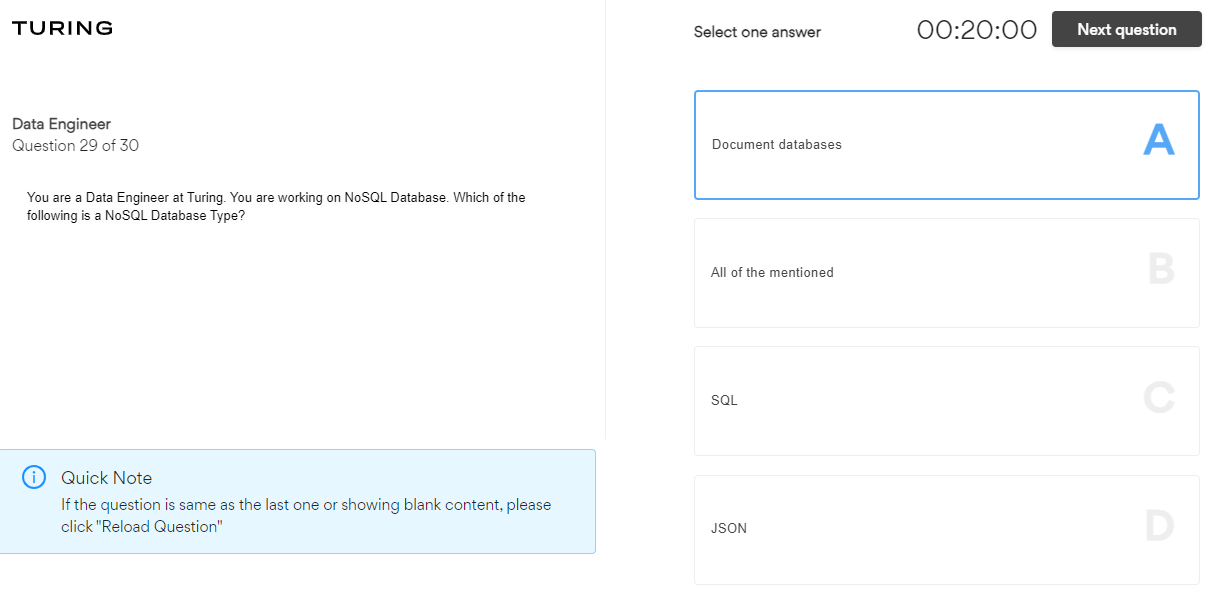 TURING
Data Engineer
Question 29 of 30
You are a Data Engineer at Turing. You are working on NoSQL Database. Which of the
following is a NoSQL Database Type?
Quick Note
If the question is same as the last one or showing blank content, please
click "Reload Question"
Select one answer
00:20:00
Next question
Document databases
A
All of the mentioned
B
SQL
C
JSON
D